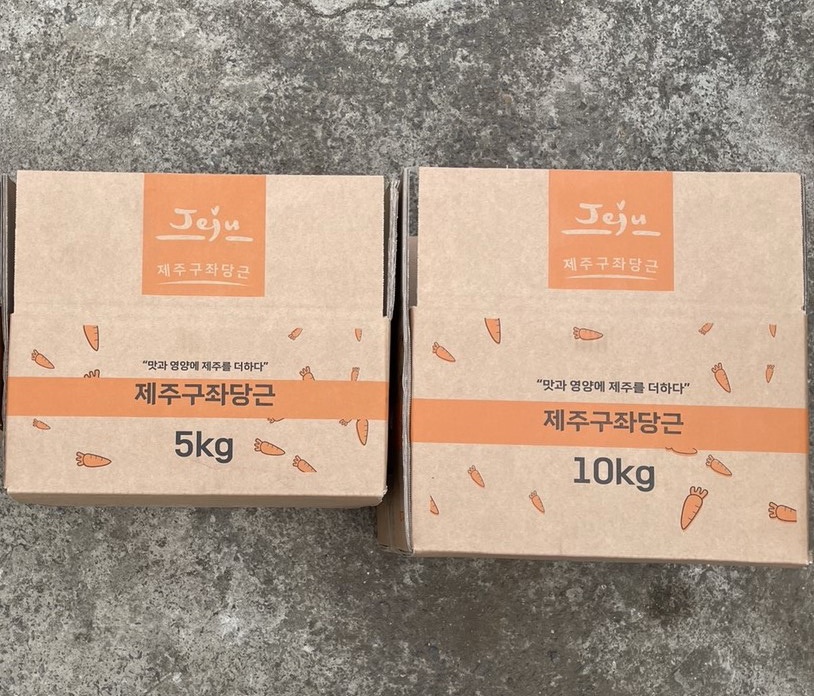 Jeju
제주구좌당근
“맛과 영양에 제주를 더하다”
제주구좌당근
5kg
Jeju
제주구좌당근
“맛과 영양에 제주를 더하다”
제주구좌당근
10kg